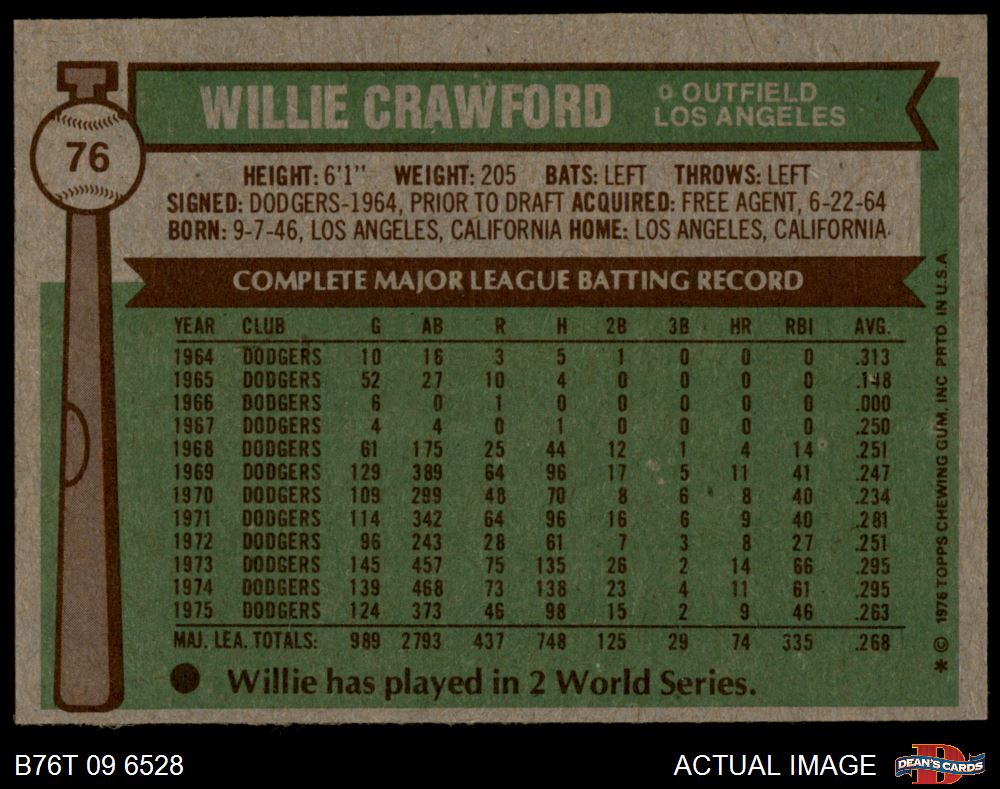 76
WILLIE CRAWFORD
OUTFIELD
LOS ANGELES
HEIGHT: 6'1" WEIGHT: 205 BATS: LEFT THROWS: LEFT
SIGNED: DODGERS-1964, PRIOR TO DRAFT ACQUIRED: FREE AGENT, 6-22-64
BORN: 9-7-46, LOS ANGELES, CALIFORNIA HOME: LOS ANGELES, CALIFORNIA
COMPLETE MAJOR LEAGUE BATTING RECORD
YEAR CLUB G AB R H 2B 3B HR RBI AVG.
1964 DODGERS 10 16 3 5 1 0 0 0 .313
1965 DODGERS 52 27 10 4 0 0 0 0 .148
1966 DODGERS 6 0 1 0 0 0 0 0 .000
1967 DODGERS 4 4 0 1 0 0 0 0 .250
1968 DODGERS 61 175 25 44 12 1 4 14 .251
1969 DODGERS 129 389 64 96 17 5 11 41 .247
1970 DODGERS 109 299 48 70 8 6 8 40 .234
1971 DODGERS 114 342 64 96 16 6 9 40 .281
1972 DODGERS 96 243 28 61 7 3 8 27 .251
1973 DODGERS 145 457 75 135 26 2 14 66 .295
1974 DODGERS 139 468 73 138 23 4 11 61 .295
1975 DODGERS 124 373 46 98 15 2 9 46 .263
MAJ. LEA. TOTALS: 989 2793 437 748 125 29 74 335 .268
Willie has played in 2 World Series.
* © 1976 TOPPS CHEWING GUM, INC PRTD. IN U.S.A.
B76T 09 6528
ACTUAL IMAGE
D
DEAN'S CARDS